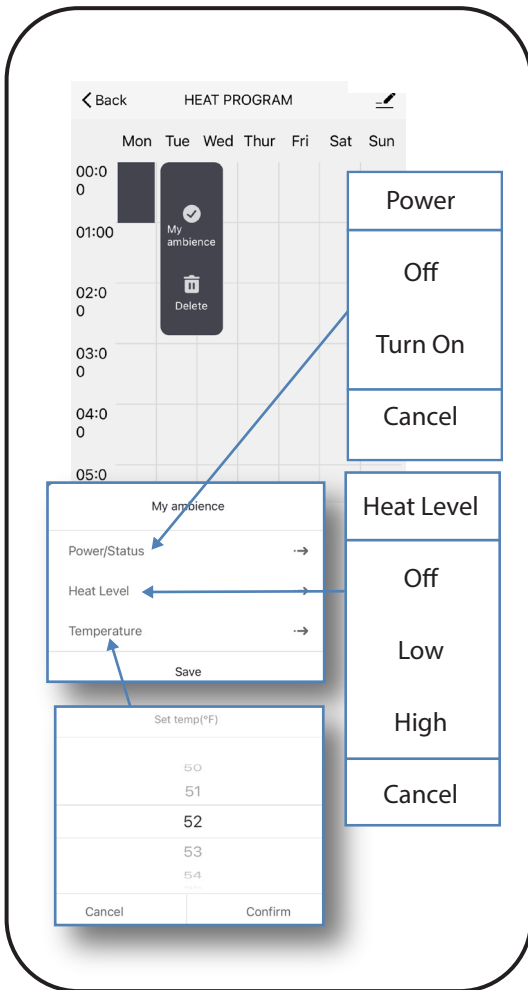 Back HEAT PROGRAM
Mon Tue Wed Thur Fri Sat Sun
00:0
0
My
ambience
01:00
Delete
02:0
0
03:0
0
04:0
0
05:0
Power
Off
Turn On
Cancel
My ambience
Power/Status
Heat Level
Temperature
Save
Heat Level
Off
Low
High
Cancel
Set temp(°F)
50
51
52
53
54
Cancel Confirm